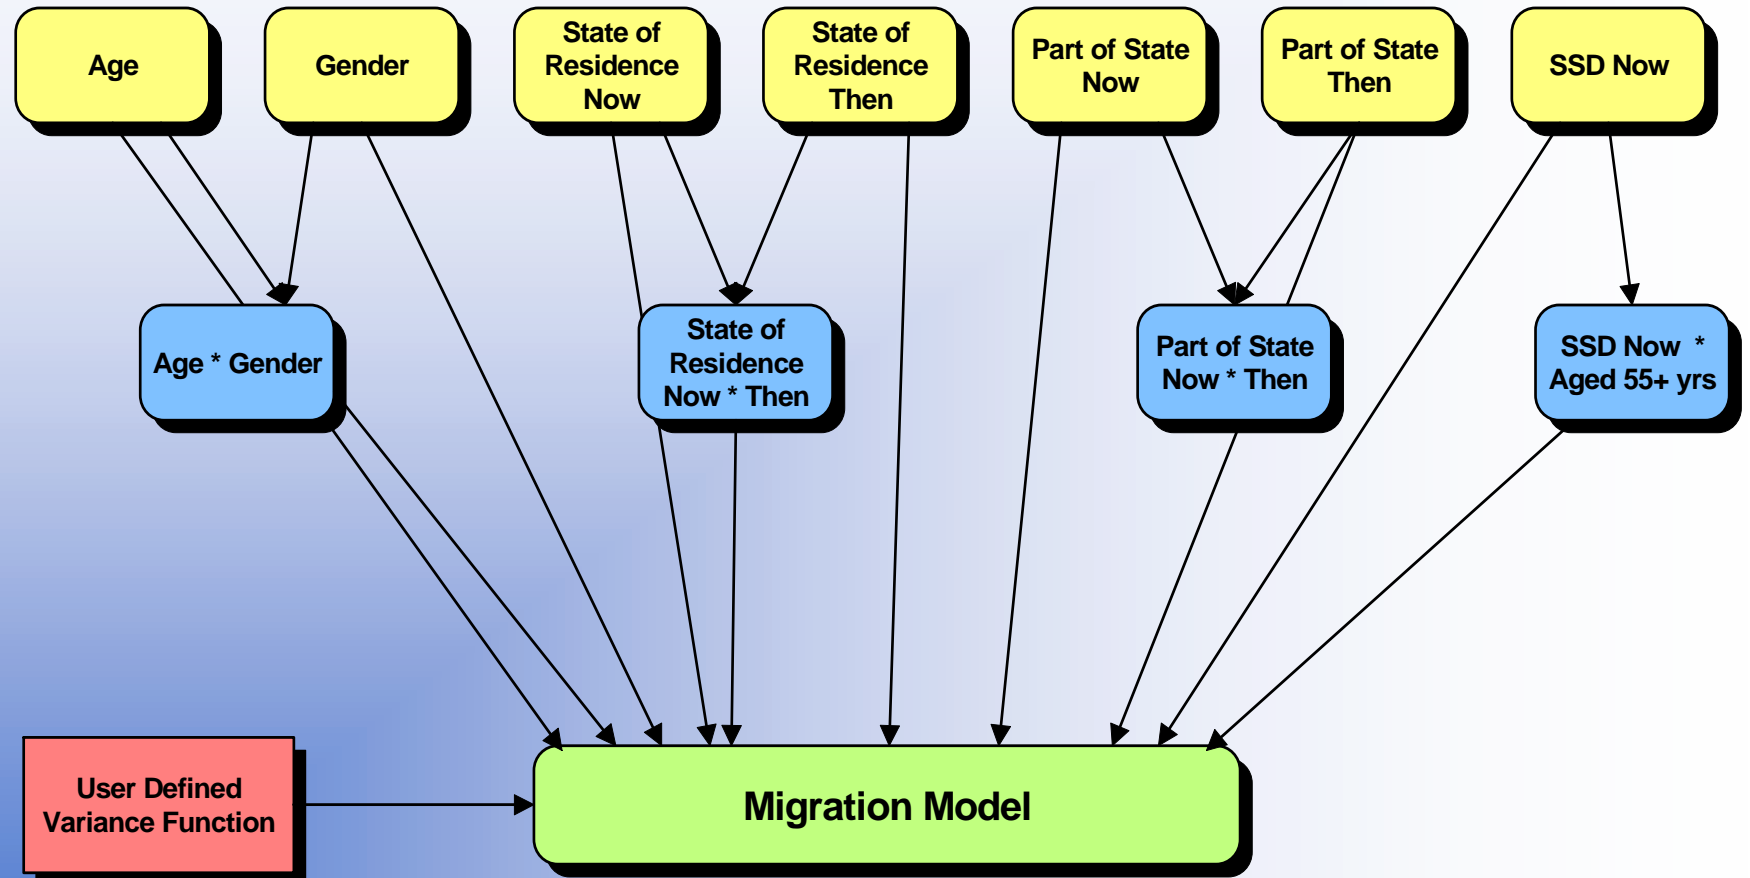 Age
Gender
State of
Residence
Now
State of
Residence
Then
Part of State
Now
Part of State
Then
SSD Now
Age * Gender
State of
Residence
Now * Then
Part of State
Now * Then
SSD Now  *
Aged 55+ yrs
User Defined
Variance Function
Migration Model